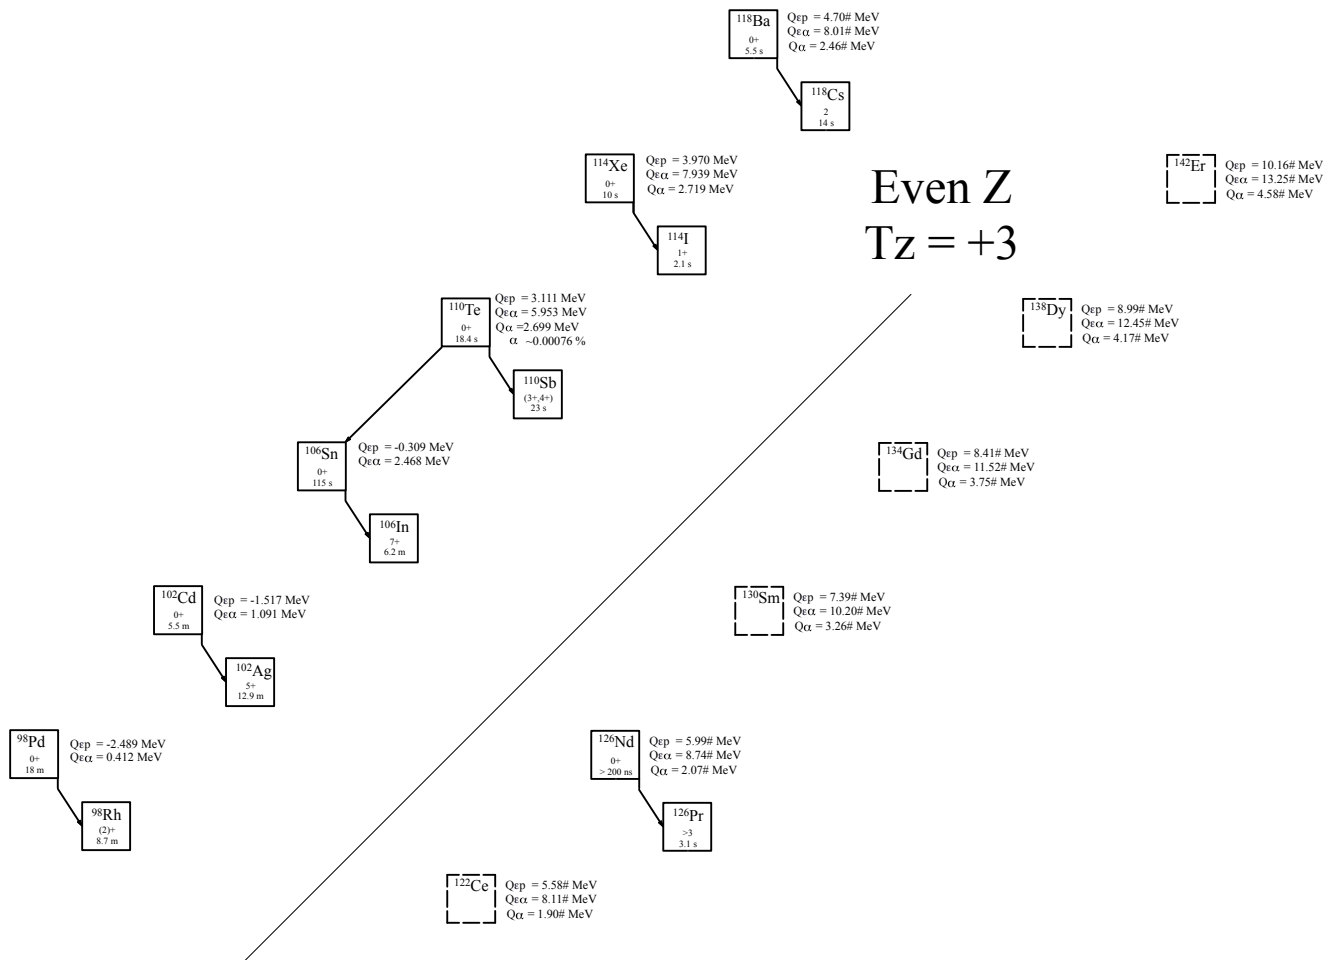 ¹¹⁸Ba
0+
5.5 s
Qεp = 4.70# MeV
Qεα = 8.01# MeV
Qα = 2.46# MeV
¹¹⁸Cs
2
14 s
¹¹⁴Xe
0+
10 s
Qεp = 3.970 MeV
Qεα = 7.939 MeV
Qα = 2.719 MeV
¹¹⁴I
1+
2.1 s
Even Z
Tz = +3
¹⁴²Er
Qεp = 10.16# MeV
Qεα = 13.25# MeV
Qα = 4.58# MeV
¹¹⁰Te
0+
18.4 s
Qεp = 3.111 MeV
Qεα = 5.953 MeV
Qα =2.699 MeV
α ~0.00076 %
¹¹⁰Sb
(3+,4+)
23 s
¹³⁸Dy
Qεp = 8.99# MeV
Qεα = 12.45# MeV
Qα = 4.17# MeV
¹⁰⁶Sn
0+
115 s
Qεp = -0.309 MeV
Qεα = 2.468 MeV
¹⁰⁶In
7+
6.2 m
¹³⁴Gd
Qεp = 8.41# MeV
Qεα = 11.52# MeV
Qα = 3.75# MeV
¹⁰²Cd
0+
5.5 m
Qεp = -1.517 MeV
Qεα = 1.091 MeV
¹⁰²Ag
5+
12.9 m
¹³⁰Sm
Qεp = 7.39# MeV
Qεα = 10.20# MeV
Qα = 3.26# MeV
⁹⁸Pd
0+
18 m
Qεp = -2.489 MeV
Qεα = 0.412 MeV
⁹⁸Rh
(2)+
8.7 m
¹²⁶Nd
0+
> 200 ns
Qεp = 5.99# MeV
Qεα = 8.74# MeV
Qα = 2.07# MeV
¹²⁶Pr
>3
3.1 s
¹²²Ce
Qεp = 5.58# MeV
Qεα = 8.11# MeV
Qα = 1.90# MeV